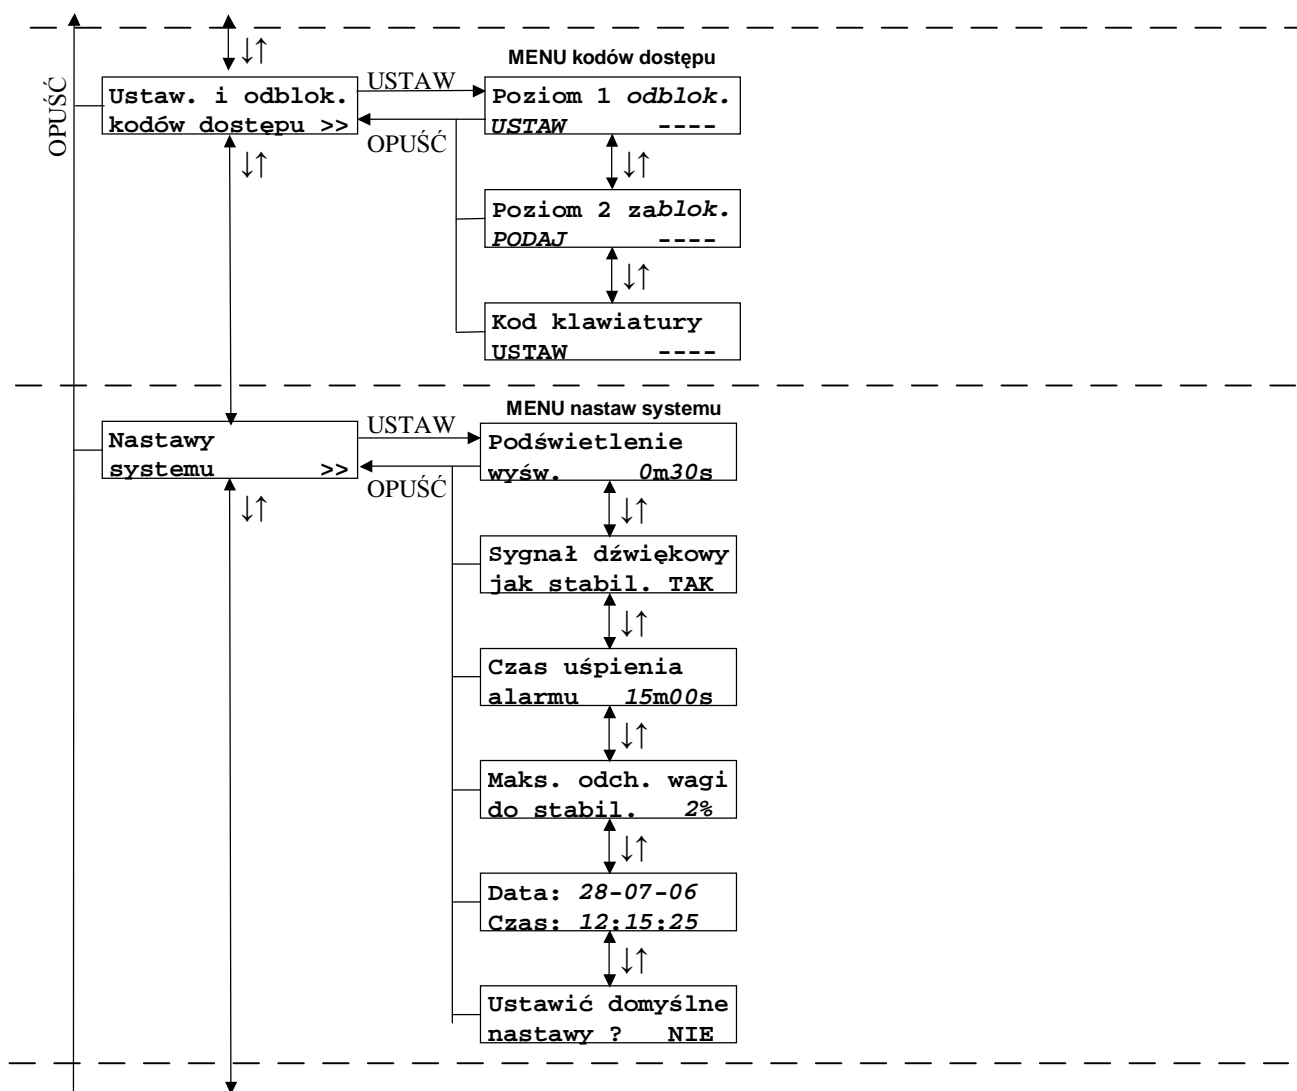 ↓↑
MENU kodów dostępu
OPUŚĆ
Ustaw. i odblok.
kodów dostępu >>
USTAW
OPUŚĆ
Poziom 1 odblok.
USTAW ----
↓↑
↓↑
Poziom 2 zablok.
PODAJ ----
↓↑
Kod klawiatury
USTAW ----
MENU nastaw systemu
Nastawy
systemu >>
USTAW
OPUŚĆ
Podświetlenie
wyśw. 0m30s
↓↑
↓↑
Sygnał dźwiękowy
jak stabil. TAK
↓↑
Czas uśpienia
alarmu 15m00s
↓↑
Maks. odch. wagi
do stabil. 2%
↓↑
Data: 28-07-06
Czas: 12:15:25
↓↑
Ustawić domyślne
nastawy ? NIE